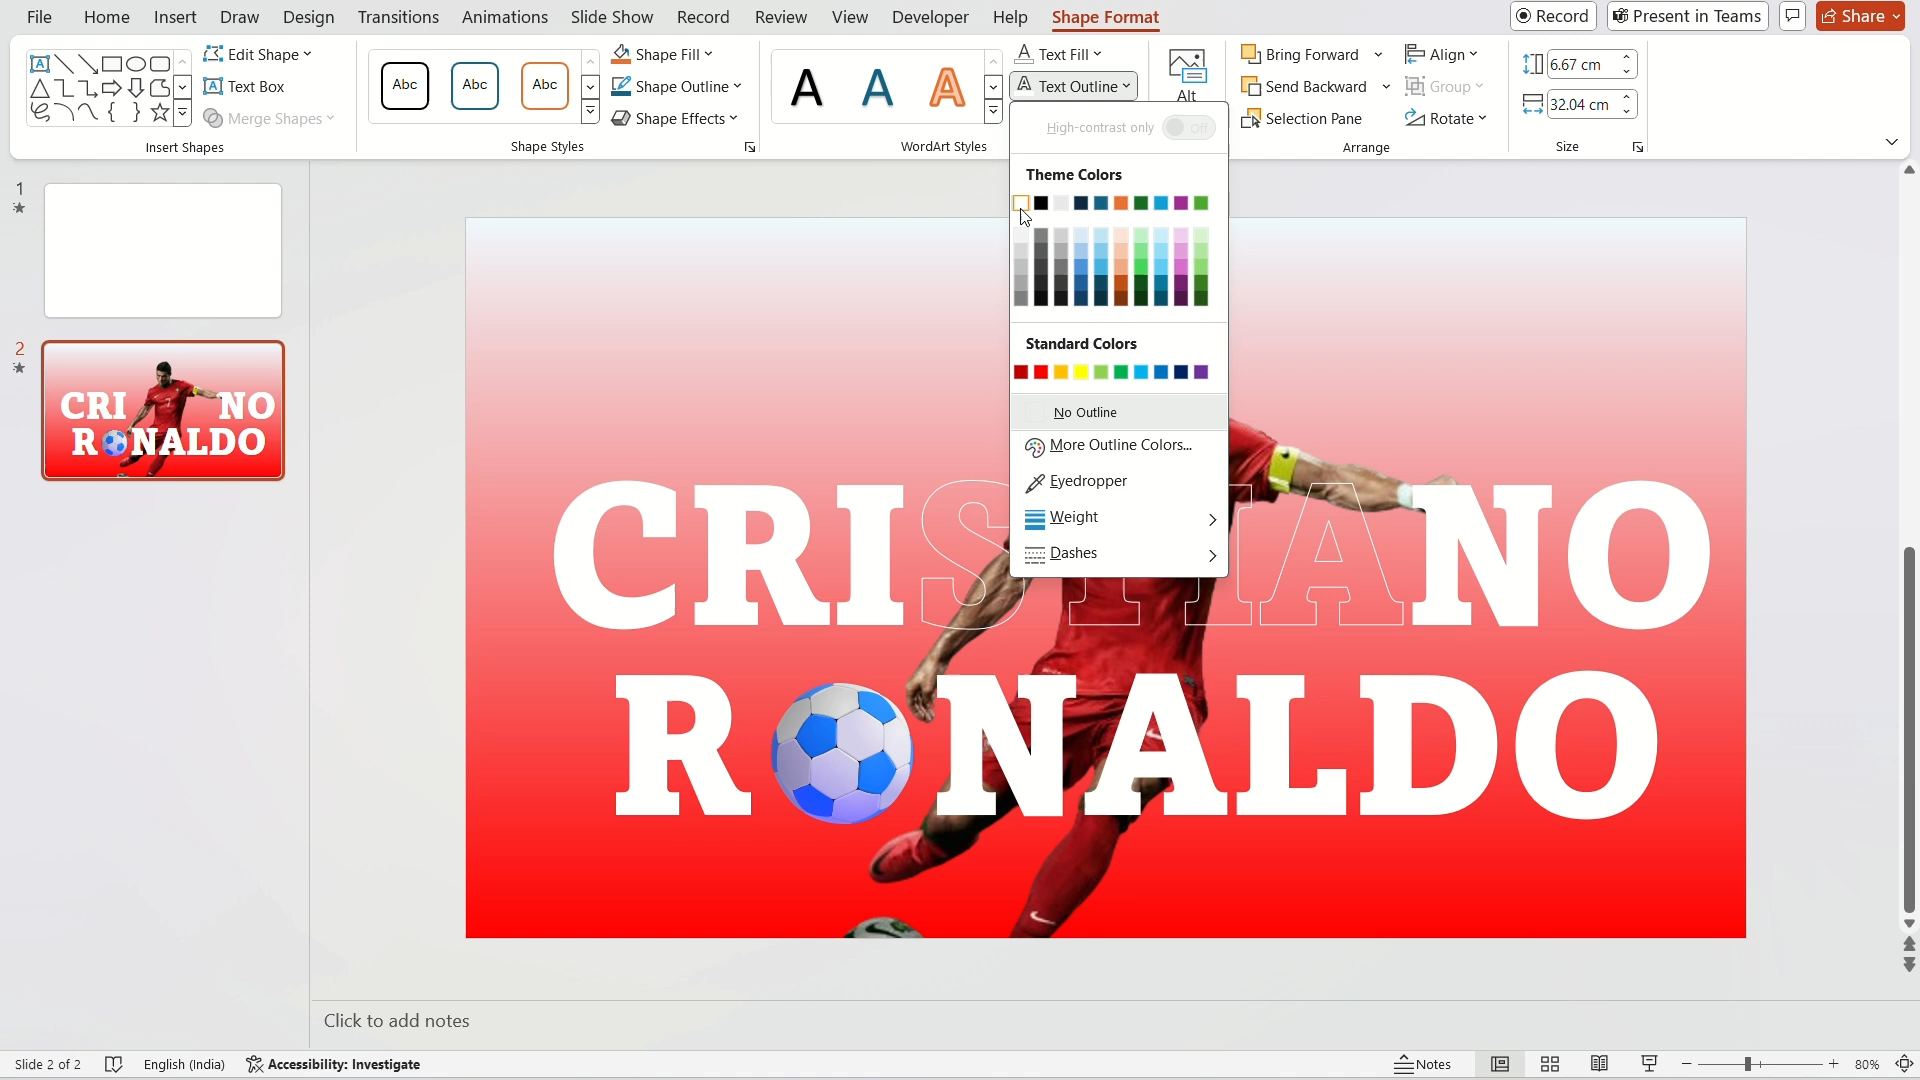 File Home Insert Draw Design Transitions Animations Slide Show Record Review View Developer Help Shape Format Record Present in Teams Share
Edit Shape
Text Box
Merge Shapes
Insert Shapes
Abc Abc Abc
Shape Fill
Shape Outline
Shape Effects
Shape Styles
A A A
WordArt Styles
Text Fill
Text Outline
Alt
Bring Forward
Send Backward
Selection Pane
Align
Group
Rotate
Arrange
6.67 cm
32.04 cm
Size
High-contrast only Off
Theme Colors
Standard Colors
No Outline
More Outline Colors...
Eyedropper
Weight
Dashes
1
2
CRI NO
R NALDO
CRISTIANO
R NALDO
Click to add notes
Slide 2 of 2 English (India) Accessibility: Investigate Notes 80%